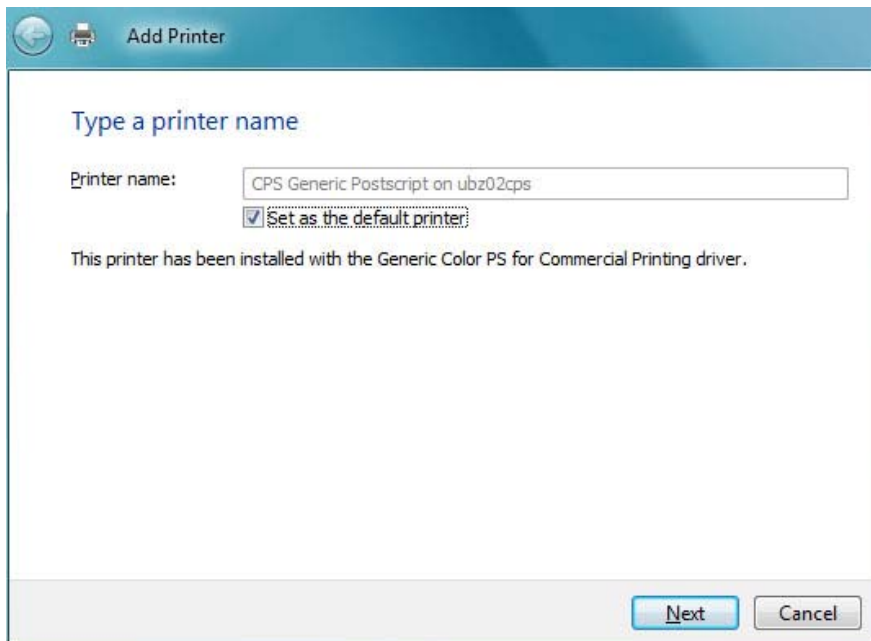 Add Printer
Type a printer name
Printer name: CPS Generic Postscript on ubz02cps
Set as the default printer
This printer has been installed with the Generic Color PS for Commercial Printing driver.
Next Cancel